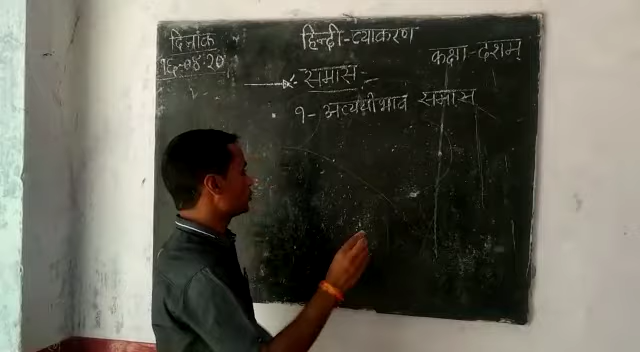 दिनांक
१६-०४-२०
हिन्दी-व्याकरण
कक्षा-दशम्
समास:-
१- अव्ययीभाव समास